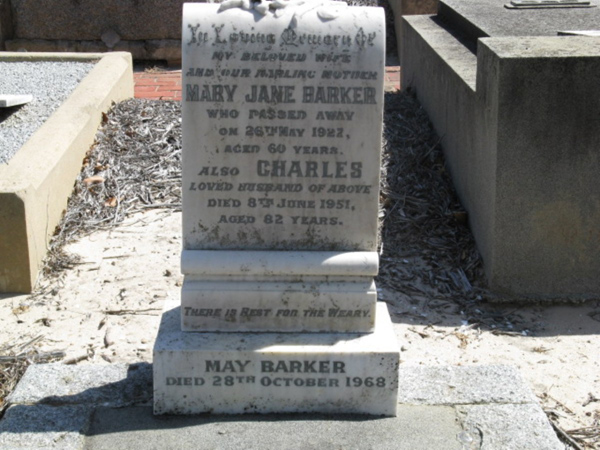 In Loving Memory of
MY BELOVED WIFE
AND OUR DARLING MOTHER
MARY JANE BARKER
WHO PASSED AWAY
ON 26TH MAY 1922,
AGED 60 YEARS.
ALSO CHARLES
LOVED HUSBAND OF ABOVE
DIED 8TH JUNE 1951,
AGED 82 YEARS.
THERE IS REST FOR THE WEARY.
MAY BARKER
DIED 28TH OCTOBER 1968